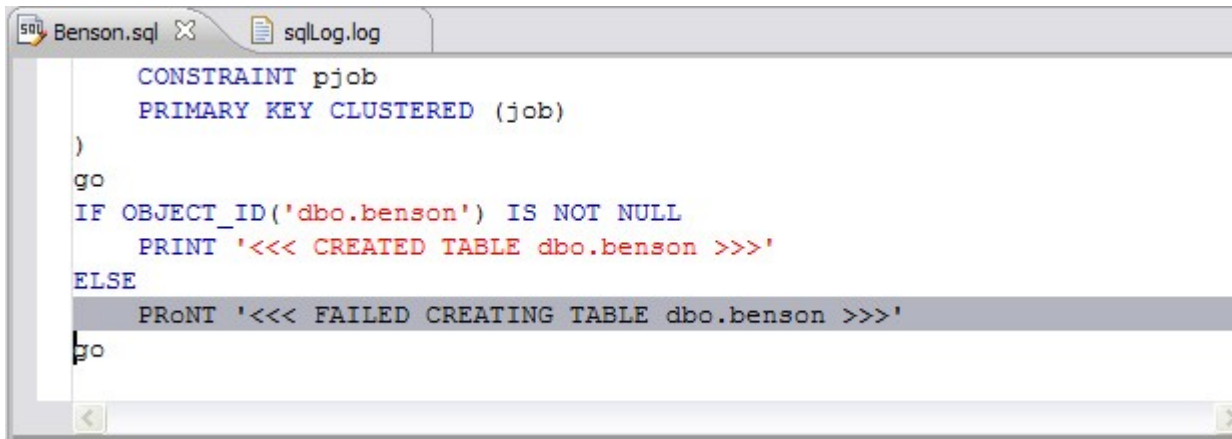 Benson.sql sqlLog.log
CONSTRAINT pjob
PRIMARY KEY CLUSTERED (job)
)
go
IF OBJECT_ID('dbo.benson') IS NOT NULL
PRINT '<<< CREATED TABLE dbo.benson >>>'
ELSE
PRoNT '<<< FAILED CREATING TABLE dbo.benson >>>'
go